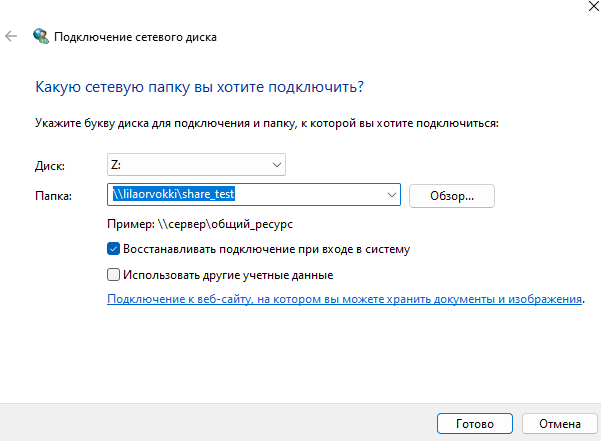 Подключение сетевого диска
Какую сетевую папку вы хотите подключить?
Укажите букву диска для подключения и папку, к которой вы хотите подключиться:
Диск: Z:
Папка: \\lilaorvokki\share_test Обзор...
Пример: \\сервер\общий_ресурс
Восстанавливать подключение при входе в систему
Использовать другие учетные данные
Подключение к веб-сайту, на котором вы можете хранить документы и изображения.
Готово Отмена